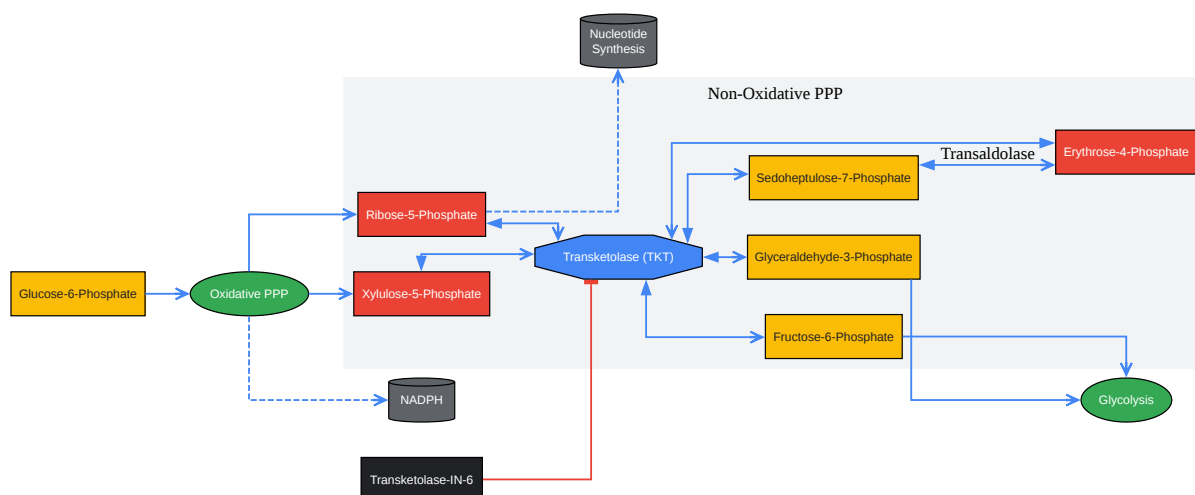 Nucleotide
Synthesis
Non-Oxidative PPP
Erythrose-4-Phosphate
Transaldolase
Sedoheptulose-7-Phosphate
Ribose-5-Phosphate
Transketolase (TKT)
Glyceraldehyde-3-Phosphate
Glucose-6-Phosphate
Oxidative PPP
Xylulose-5-Phosphate
Fructose-6-Phosphate
NADPH
Glycolysis
Transketolase-IN-6